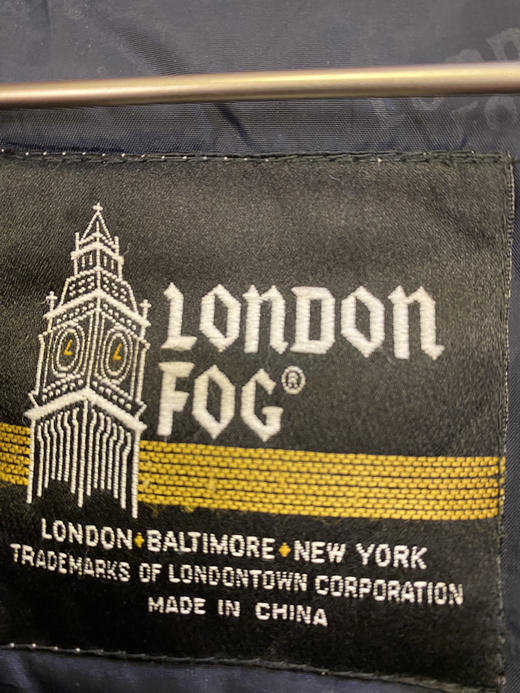 LONDON
FOG®
LONDON•BALTIMORE•NEW YORK
TRADEMARKS OF LONDONTOWN CORPORATION
MADE IN CHINA